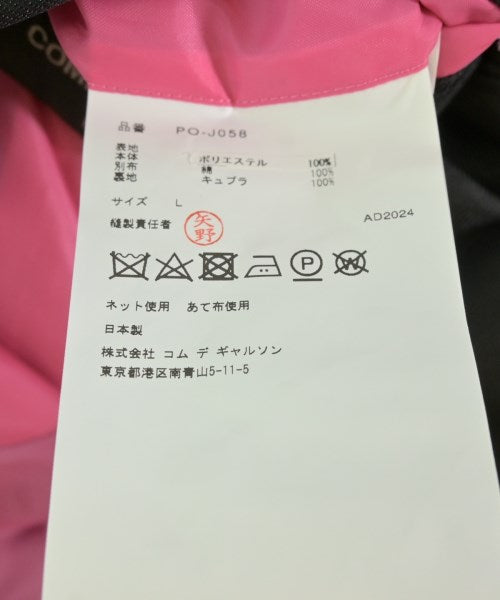 COM
品番 PQ-J058
表地
本体 ポリエステル 100%
別布 綿 100%
裏地 キュプラ 100%
サイズ L
縫製責任者 矢野 AD2024
ネット使用 あて布使用
日本製
株式会社 コム デ ギャルソン
東京都港区南青山5-11-5